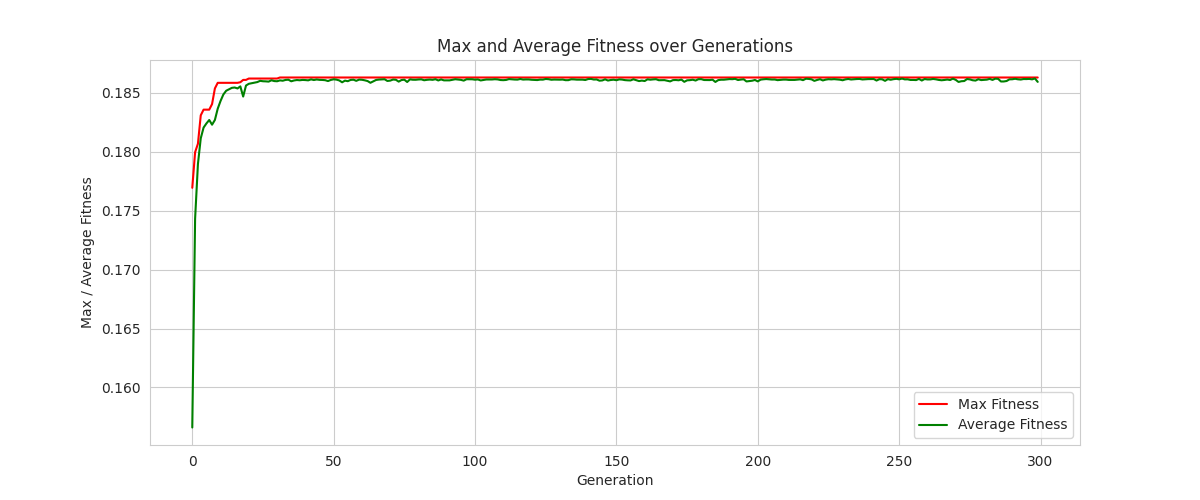 Max and Average Fitness over Generations
Max / Average Fitness
0.185
0.180
0.175
0.170
0.165
0.160
0
50
100
150
200
250
300
Generation
Max Fitness
Average Fitness